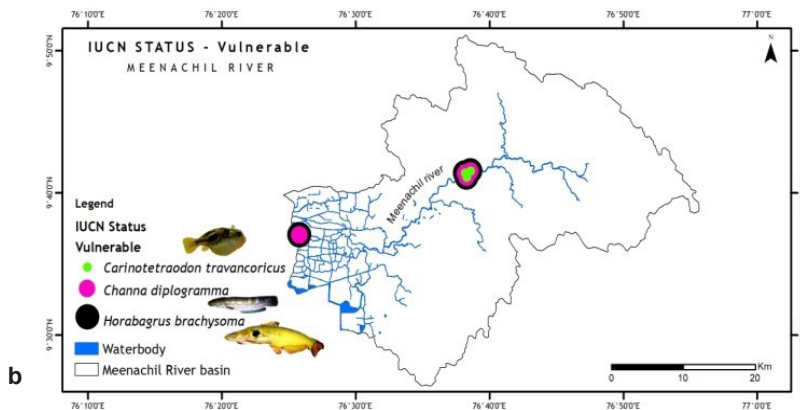 76°10'0"E 76°20'0"E 76°30'0"E 76°40'0"E 76°50'0"E 77°0'0"E
IUCN STATUS - Vulnerable
MEENACHIL RIVER
N
9°50'0"N
9°40'0"N
9°30'0"N
Meenachil river
Legend
IUCN Status
Vulnerable
Carinotetraodon travancoricus
Channa diplogramma
Horabagrus brachysoma
Waterbody
Meenachil River basin
Km
0 10 20
b
76°10'0"E 76°20'0"E 76°30'0"E 76°40'0"E 76°50'0"E 77°0'0"E